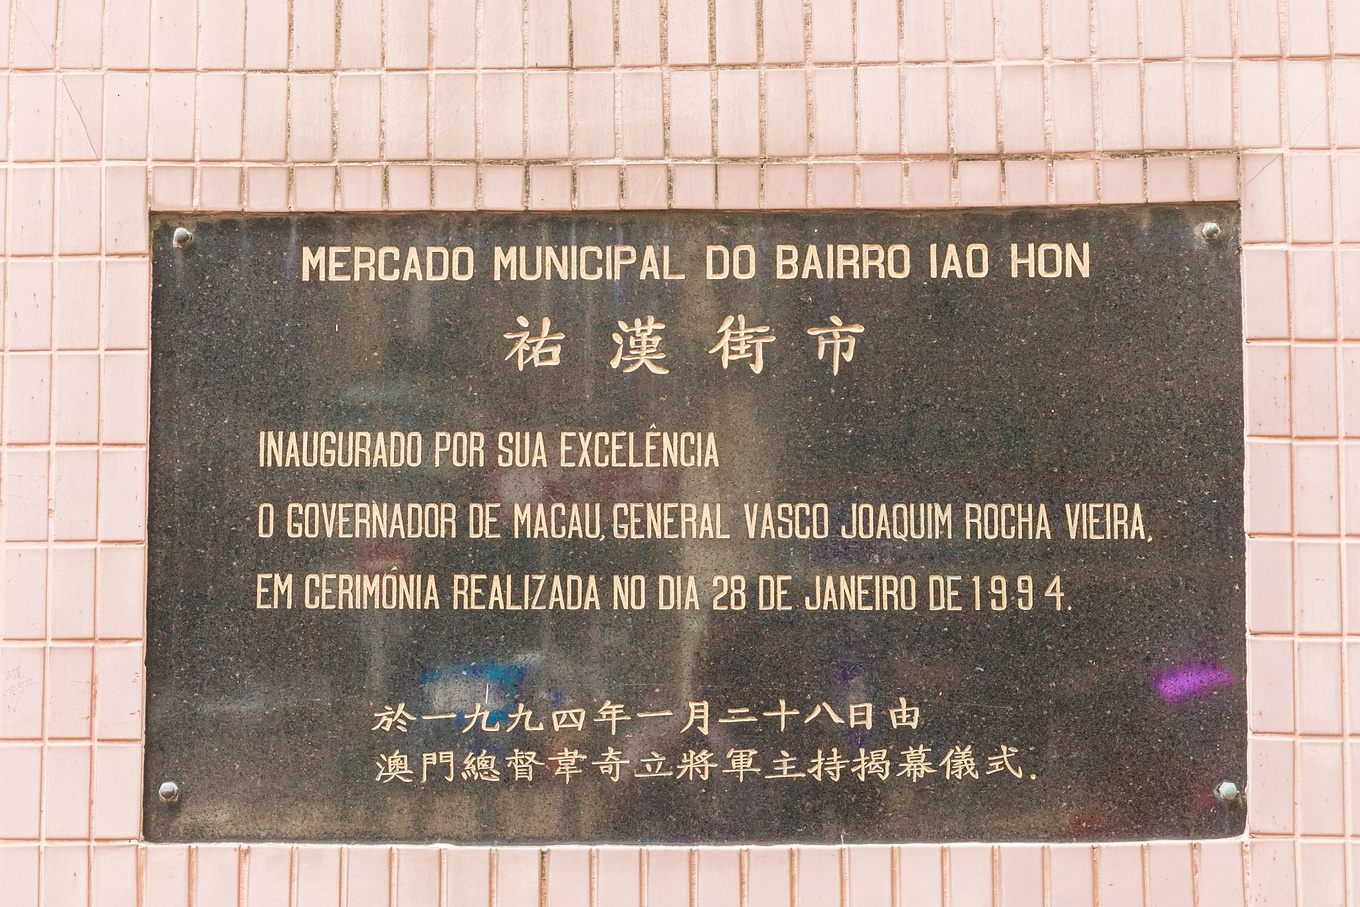 MERCADO MUNICIPAL DO BAIRRO IAO HON
祐漢街市
INAUGURADO POR SUA EXCELÊNCIA
O GOVERNADOR DE MACAU, GENERAL VASCO JOAQUIM ROCHA VIEIRA,
EM CERIMÓNIA REALIZADA NO DIA 28 DE JANEIRO DE 1994.
於一九九四年一月二十八日由
澳門總督韋奇立將軍主持揭幕儀式.